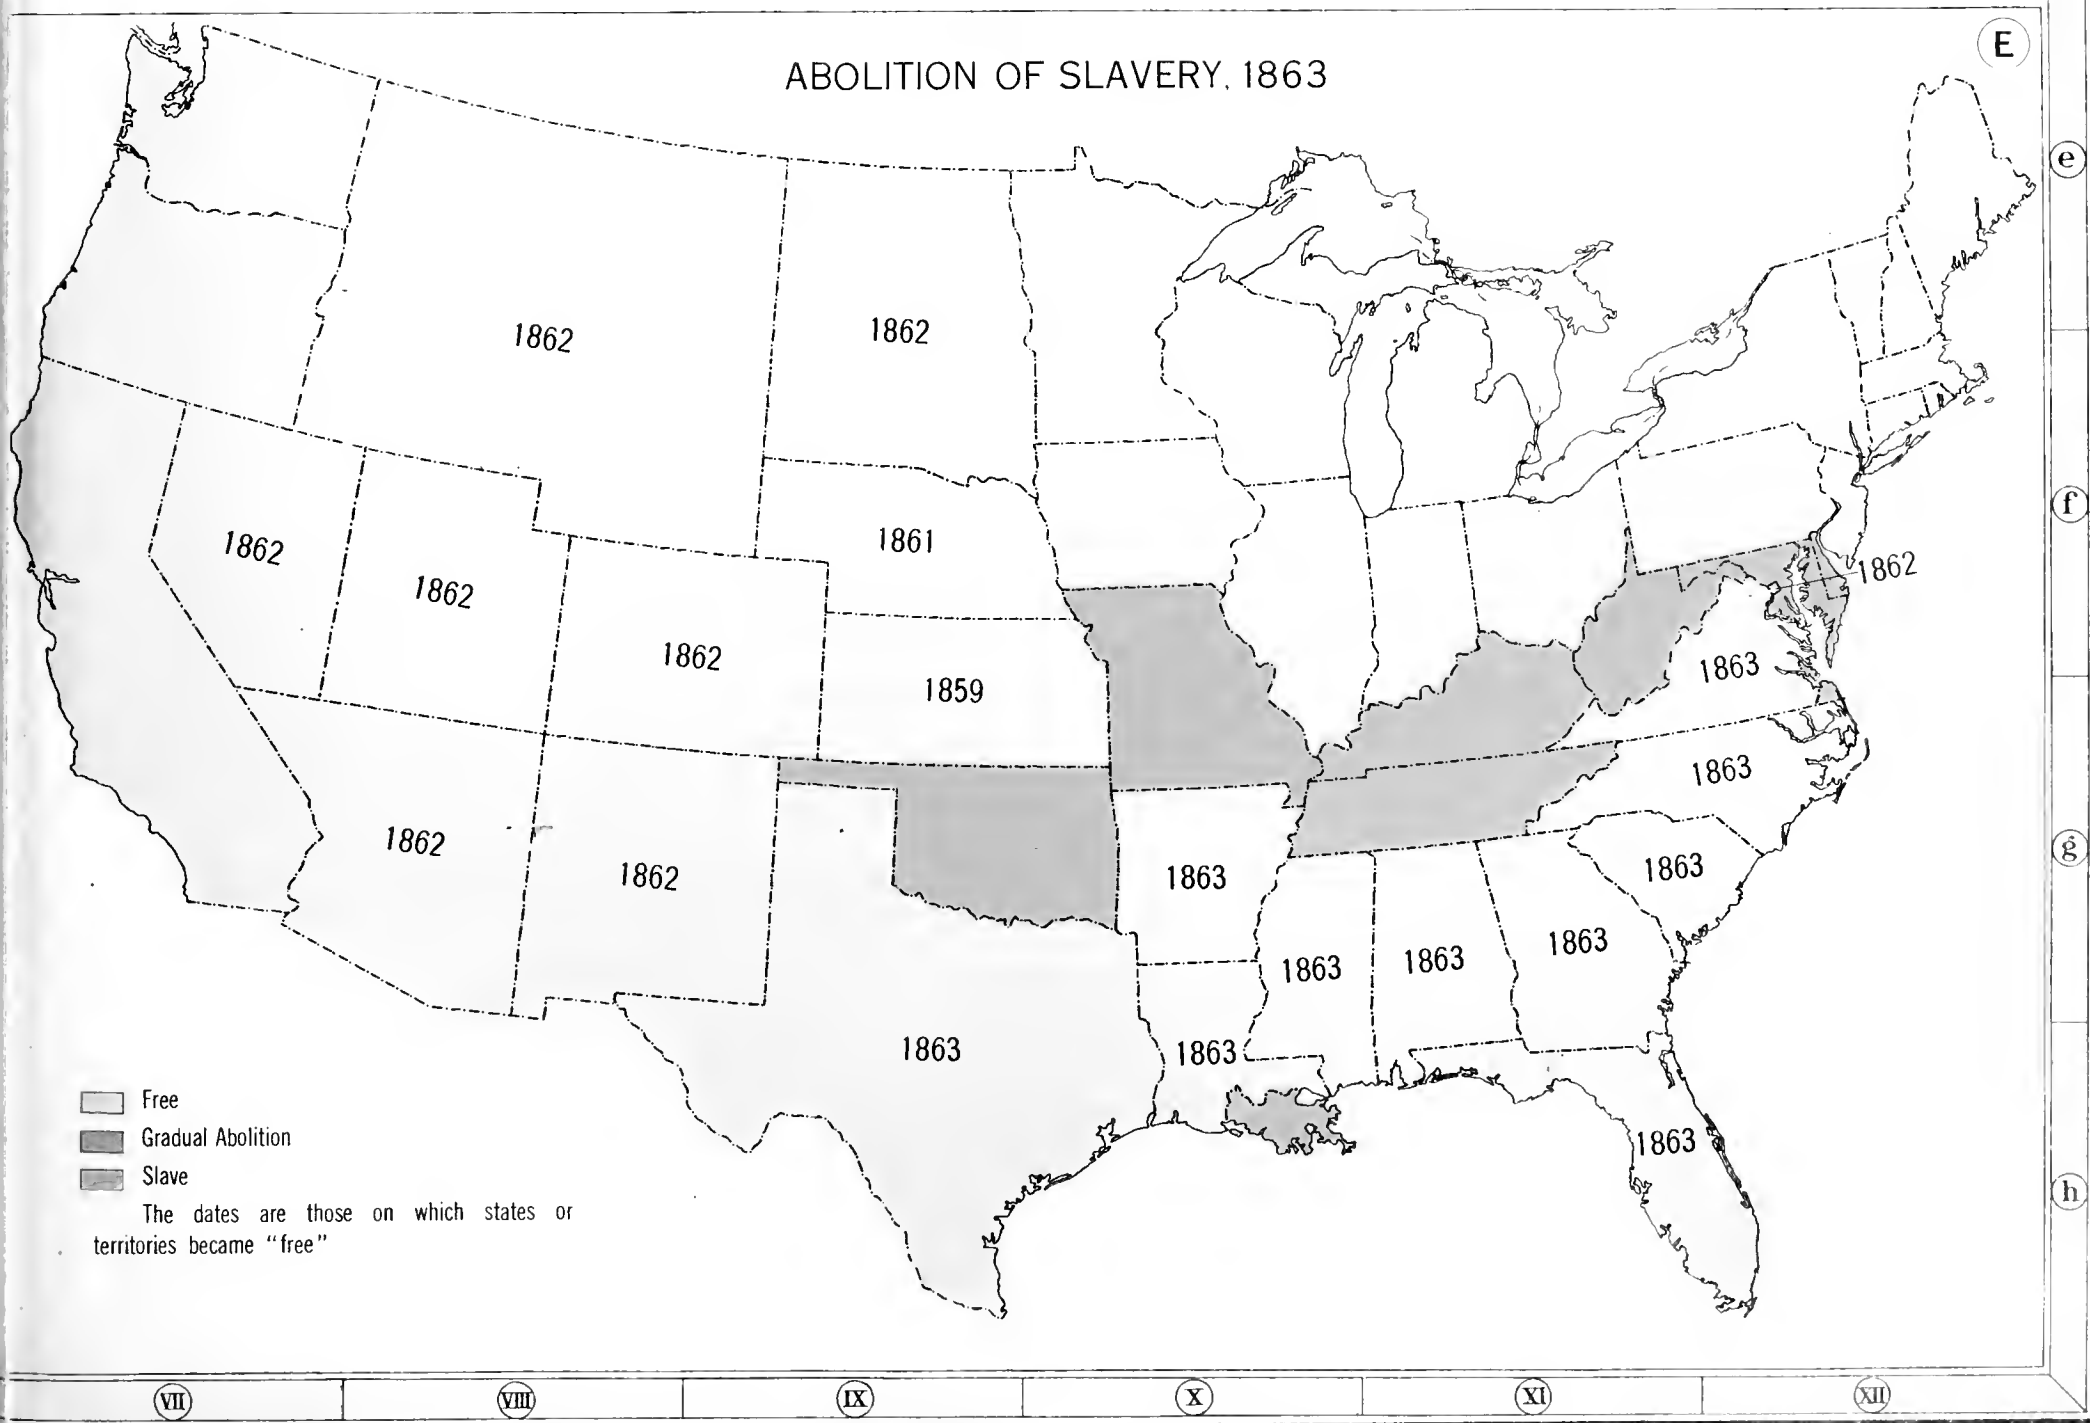 E
ABOLITION OF SLAVERY, 1863
e
1862
1862
f
1862
1861
1862
1862
1862
1859
1863
1863
1862
1862
1863
1863
g
1863
1863
1863
1863
1863
1863
Free
Gradual Abolition
Slave
1863
The dates are those on which states or
territories became “free”
h
VII
VIII
IX
X
XI
XII